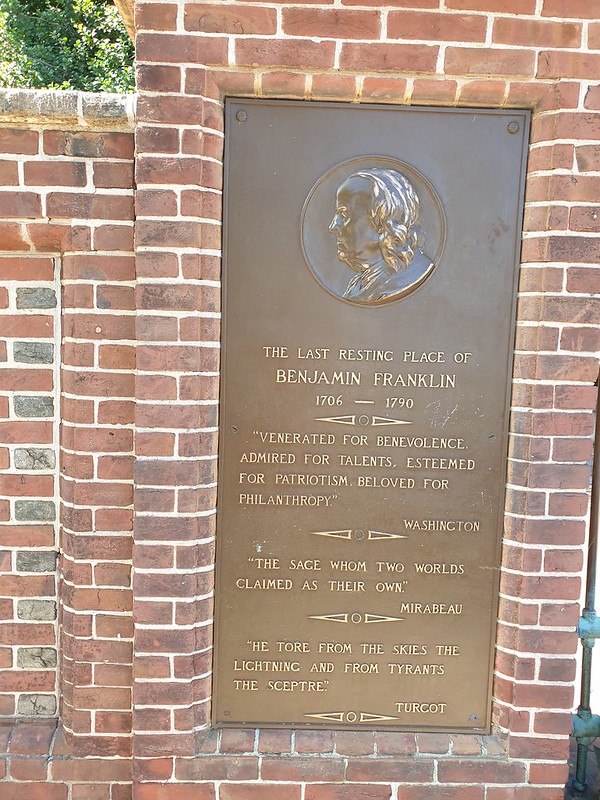 THE LAST RESTING PLACE OF
BENJAMIN FRANKLIN
1706 — 1790
"VENERATED FOR BENEVOLENCE,
ADMIRED FOR TALENTS, ESTEEMED
FOR PATRIOTISM, BELOVED FOR
PHILANTHROPY."
WASHINGTON
"THE SAGE WHOM TWO WORLDS
CLAIMED AS THEIR OWN."
MIRABEAU
"HE TORE FROM THE SKIES THE
LIGHTNING AND FROM TYRANTS
THE SCEPTRE."
TURGOT